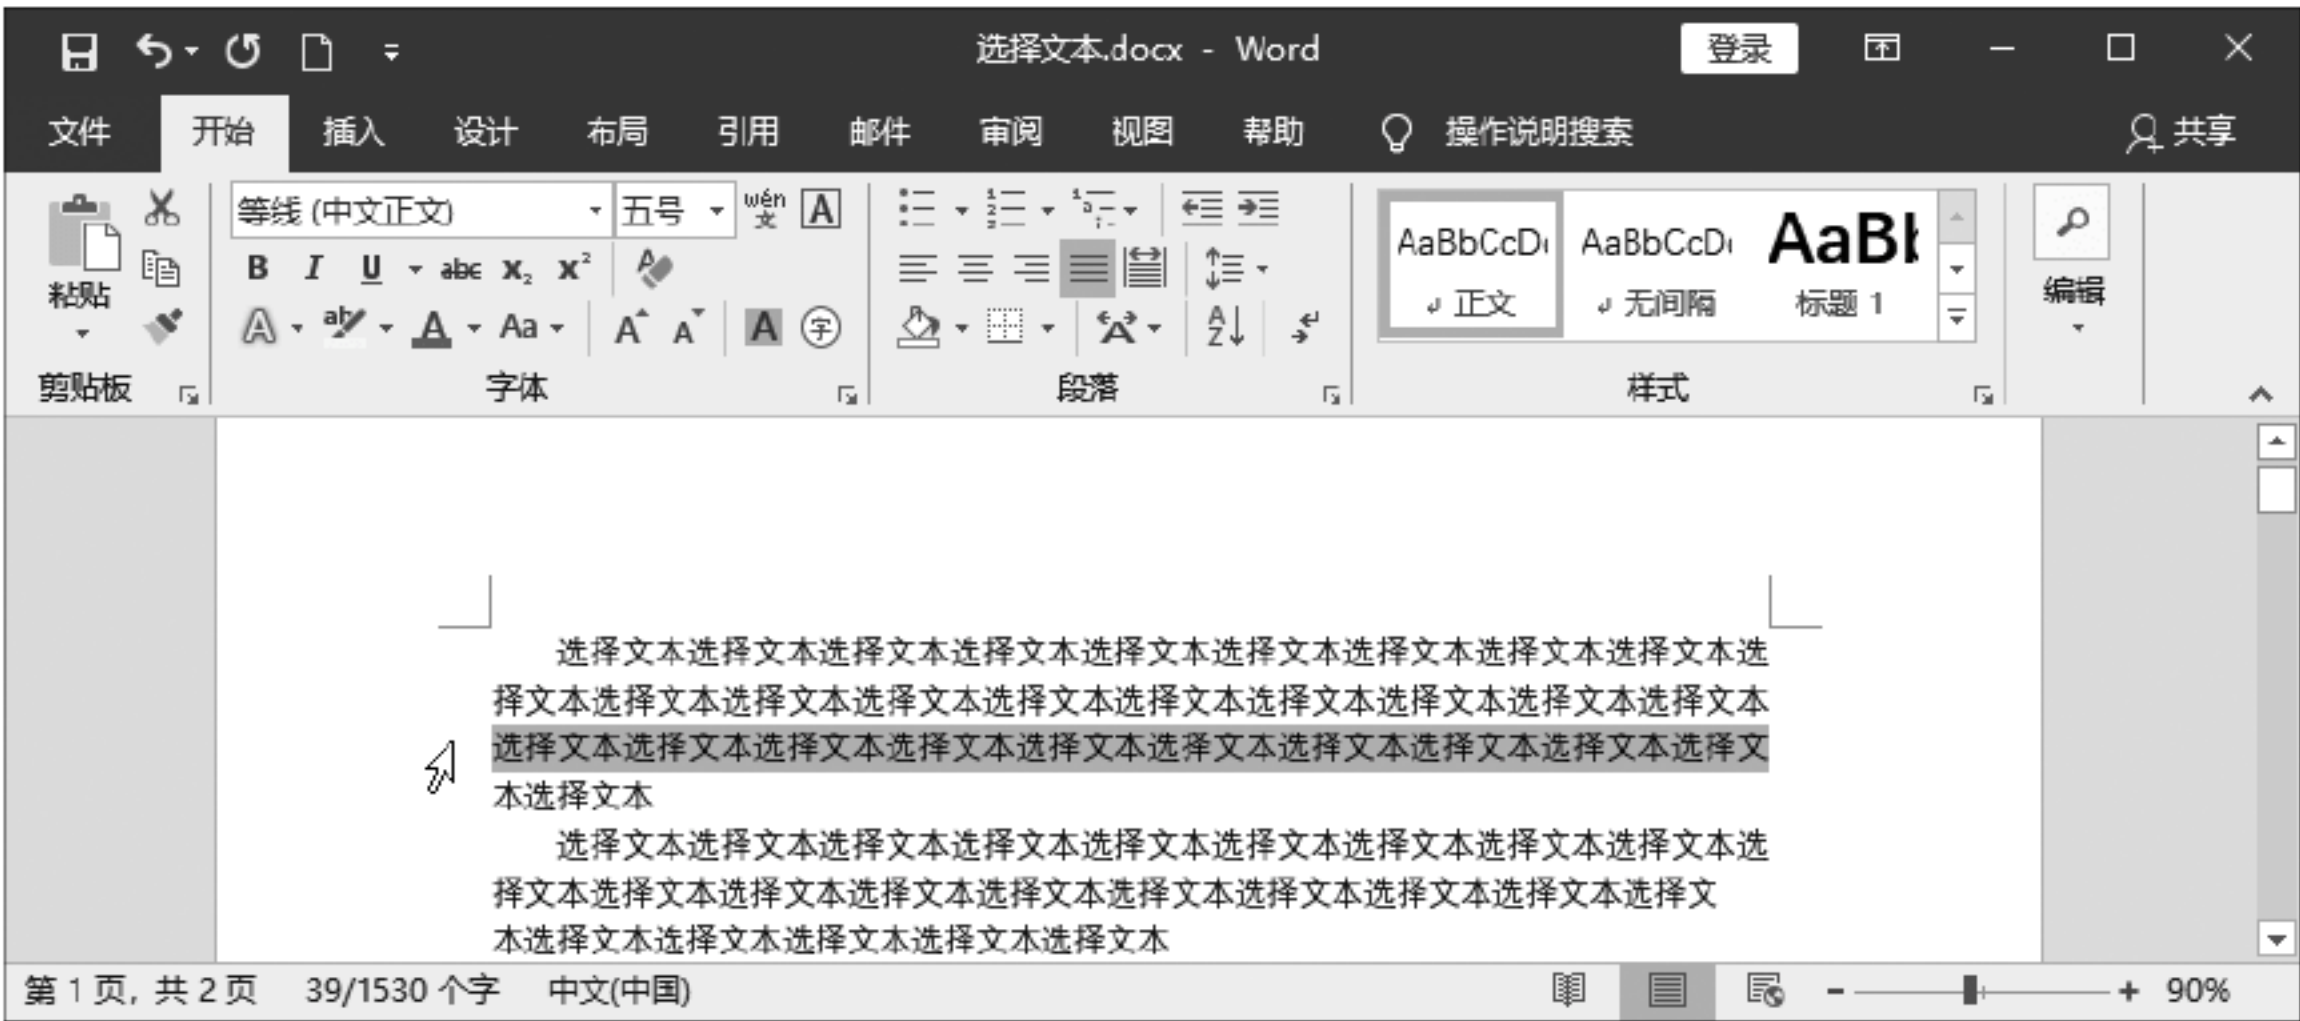 选择文本.docx - Word
登录
文件 开始 插入 设计 布局 引用 邮件 审阅 视图 帮助 操作说明搜索 共享
等线 (中文正文) 五号 wén 文 A
B I U abc x₂ x² A
粘贴
A aby A Aa A A A 字
A Z
AaBbCcDı AaBbCcDı AaBb
正文 无间隔 标题 1
编辑
剪贴板 字体 段落 样式
选择文本选择文本选择文本选择文本选择文本选择文本选择文本选择文本选择文本选
择文本选择文本选择文本选择文本选择文本选择文本选择文本选择文本选择文本选择文本
选择文本选择文本选择文本选择文本选择文本选择文本选择文本选择文本选择文本选择文
本选择文本
选择文本选择文本选择文本选择文本选择文本选择文本选择文本选择文本选择文本选
择文本选择文本选择文本选择文本选择文本选择文本选择文本选择文本选择文本选择文
本选择文本选择文本选择文本选择文本选择文本
第 1 页, 共 2 页 39/1530 个字 中文(中国) 90%